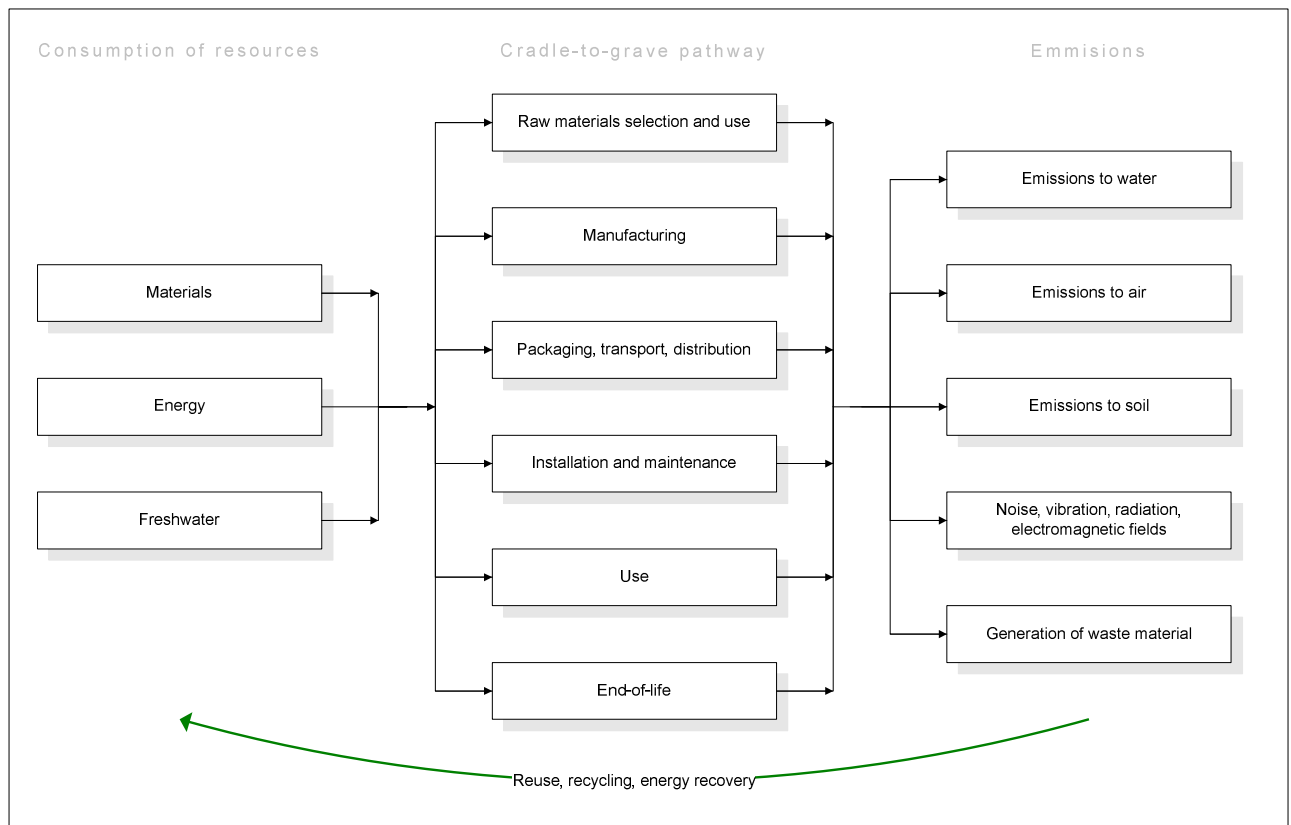 Consumption of resources
Cradle-to-grave pathway
Emmisions
Raw materials selection and use
Manufacturing
Packaging, transport, distribution
Installation and maintenance
Use
End-of-life
Materials
Energy
Freshwater
Emissions to water
Emissions to air
Emissions to soil
Noise, vibration, radiation,
electromagnetic fields
Generation of waste material
Reuse, recycling, energy recovery